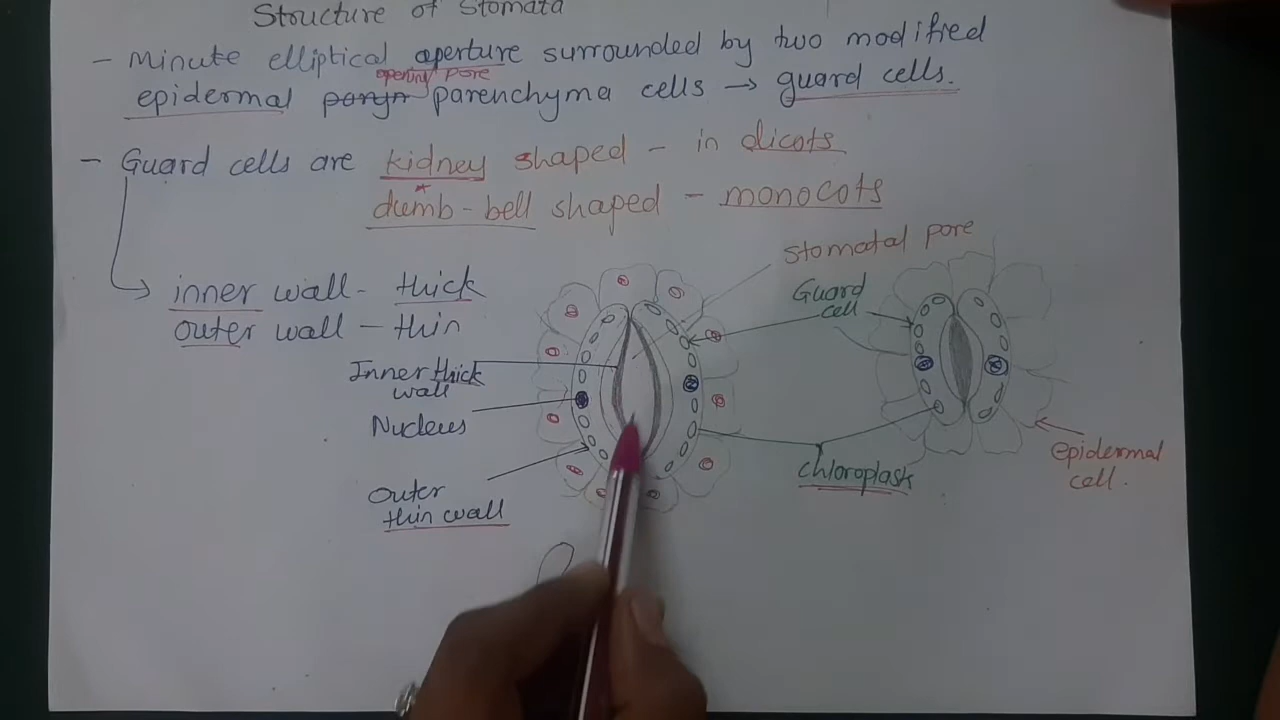 Structure of Stomata
- Minute elliptical aperture surrounded by two modified
opening pore
epidermal parenchyma cells → guard cells.
- Guard cells are kidney shaped - in dicots
dumb-bell shaped - monocots
stomatal pore
inner wall - thick
outer wall - thin
Guard
cell
Inner thick
wall
Nucleus
outer
thin wall
chloroplast
epidermal
cell.